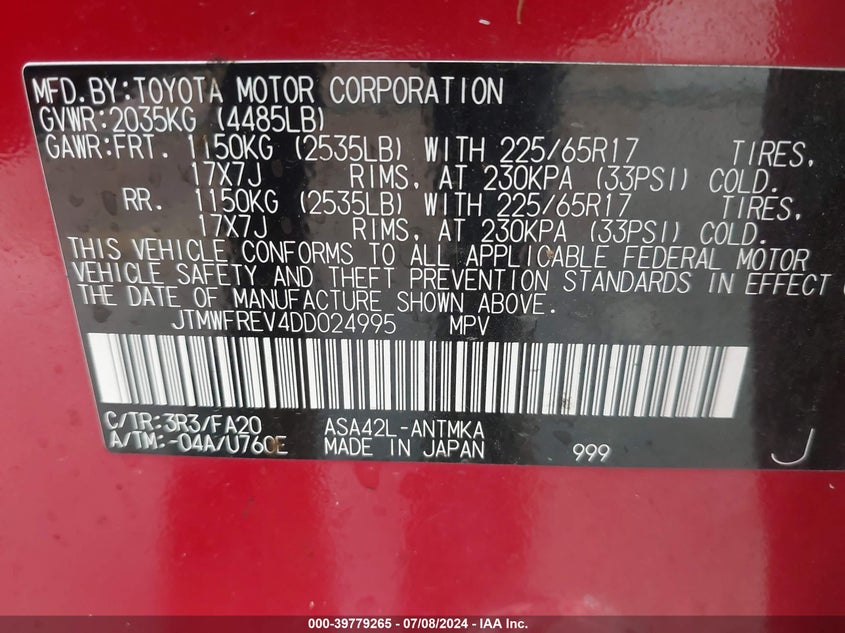 MFD.BY:TOYOTA MOTOR CORPORATION
GVWR:2035KG (4485LB)
GAWR:FRT. 1150KG (2535LB) WITH 225/65R17 TIRES,
17X7J RIMS, AT 230KPA (33PSI) COLD.
RR. 1150KG (2535LB) WITH 225/65R17 TIRES,
17X7J RIMS, AT 230KPA (33PSI) COLD.
THIS VEHICLE CONFORMS TO ALL APPLICABLE FEDERAL MOTOR
VEHICLE SAFETY AND THEFT PREVENTION STANDARDS IN EFFECT
THE DATE OF MANUFACTURE SHOWN ABOVE.
JTMWFREV4DD024995 MPV
C/TR:3R3/FA20 ASA42L-ANTMKA
A/TM:-04A/U760E MADE IN JAPAN 999 J
000-39779265 - 07/08/2024 - IAA Inc.